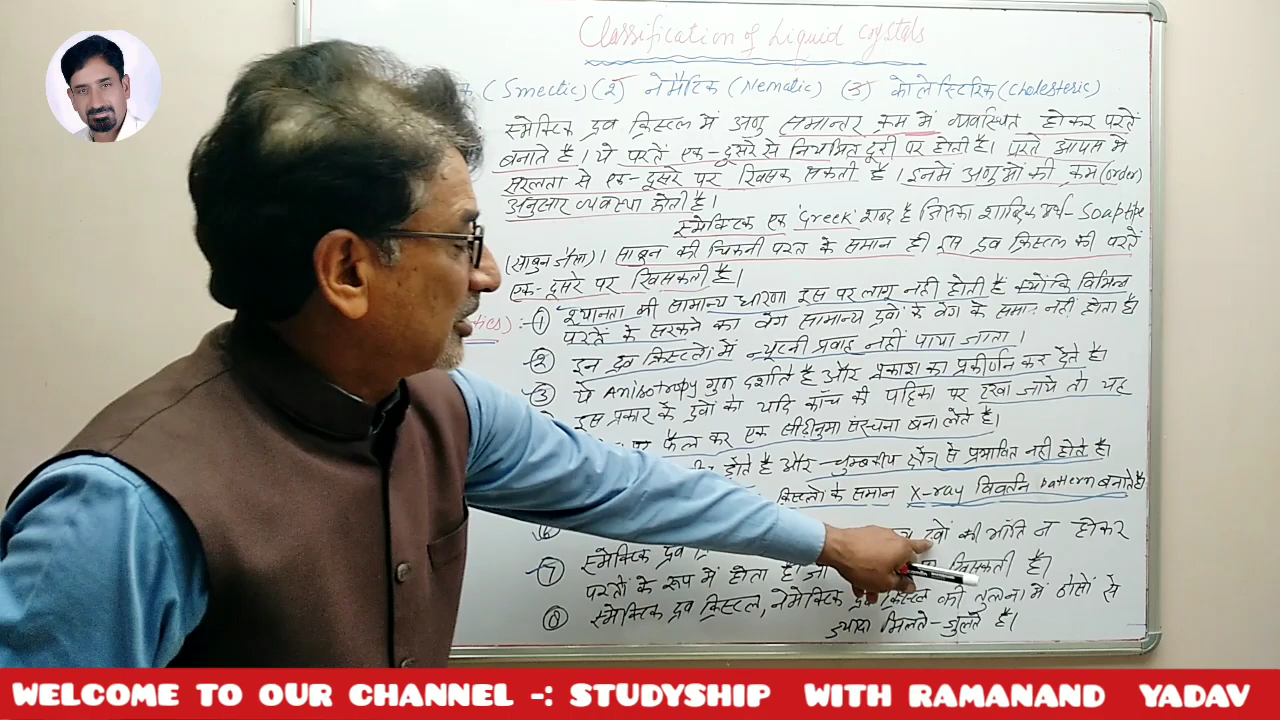 Classification of Liquid Crystals
(Smectic) (2) नेमैटिक (Nematic) (3) कोलेस्टिरिक (Cholesteric)
स्मेक्टिक द्रव क्रिस्टल में अणु समान्तर क्रम में व्यवस्थित होकर परतें
बनाते है। ये परतें एक-दूसरे से नियमित दूरी पर होती है। परतें आपस में
सरलता से एक-दूसरे पर खिसक सकती है। इनमें अणुओं की क्रम (order)
अनुसार व्यवस्था होती है।
स्मेक्टिक एक 'Greek' शब्द है जिसका शाब्दिक अर्थ- Soap type
(साबुन जैसा)। साबुन की चिकनी परत के समान ही इस द्रव क्रिस्टल की परतें
एक-दूसरे पर खिसकती है।
:- (1) श्यानता की सामान्य धारणा इस पर लागू नहीं होती है क्योंकि विभिन्न
परतों के सरकने का वेग सामान्य द्रवों के वेग के समान नहीं होता है।
(2) इन द्रव क्रिस्टलों में न्यूटनी प्रवाह नहीं पाया जाता।
(3) ये Anisotropy गुण दर्शाते है और प्रकाश का प्रकीर्णन कर देते है।
इस प्रकार के द्रवों को यदि काँच की पट्टिका पर रखा जाये तो यह
फैल कर एक सीढ़ीनुमा संरचना बना लेते है।
होते है और चुम्बकीय क्षेत्र से प्रभावित नहीं होते है।
क्रिस्टलों के समान X-ray विवर्तन pattern बनाते है
द्रवों की भांति न होकर
(7) स्मेक्टिक द्रव
परतों के रूप में होता है जो खिसकती है।
(8) स्मेक्टिक द्रव क्रिस्टल, नेमेक्टिक द्रव क्रिस्टल की तुलना में ठोसों से
ज्यादा मिलते-जुलते है।
WELCOME TO OUR CHANNEL -: STUDYSHIP WITH RAMANAND YADAV